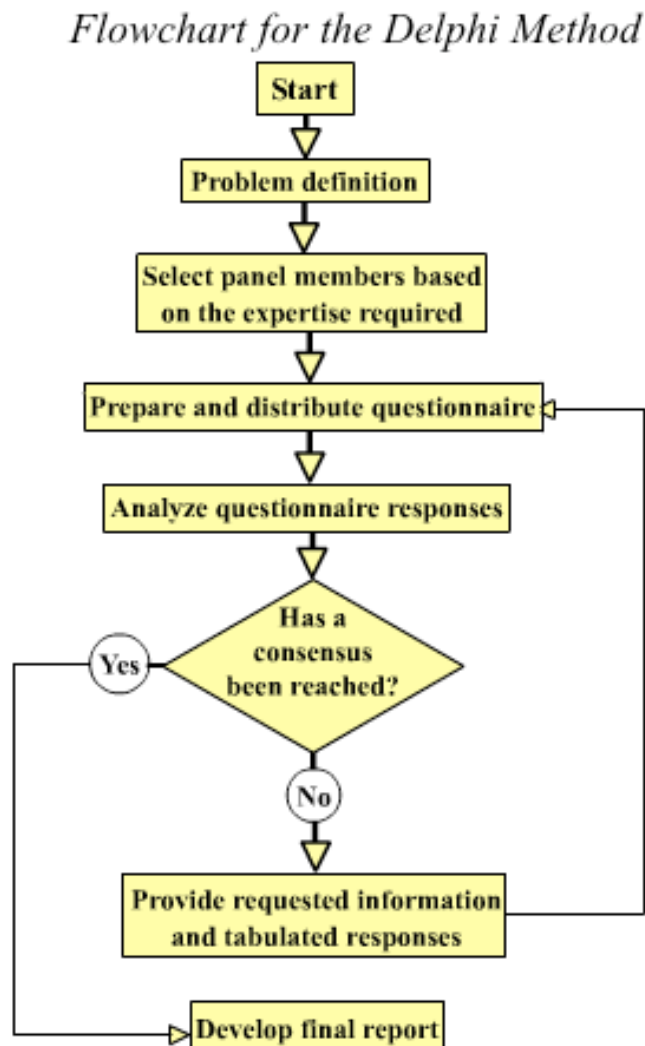 Flowchart for the Delphi Method
Start
Problem definition
Select panel members based
on the expertise required
Prepare and distribute questionnaire
Analyze questionnaire responses
Has a
consensus
been reached?
Yes
No
Provide requested information
and tabulated responses
Develop final report